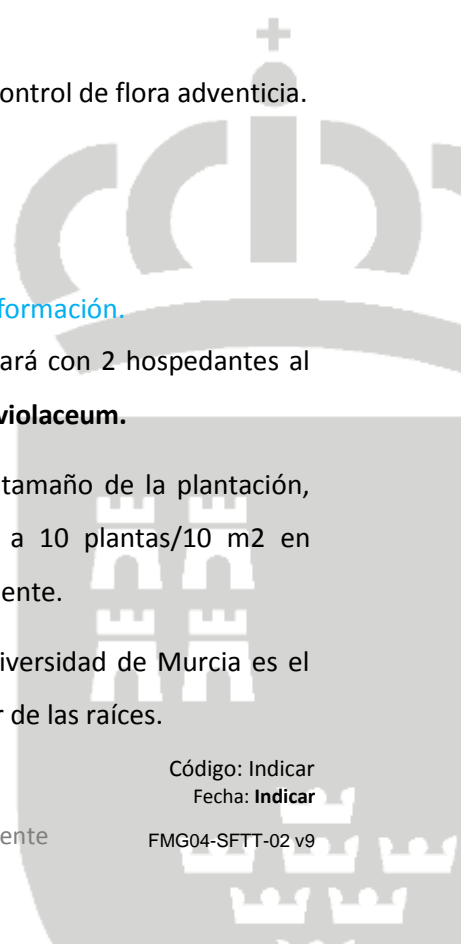 ontrol de flora adventicia.
formación.
ará con 2 hospedantes al
violaceum.
tamaño de la plantación,
a 10 plantas/10 m2 en
ente.
iversidad de Murcia es el
r de las raíces.
Código: Indicar
Fecha: Indicar
ente
FMG04-SFTT-02 v9